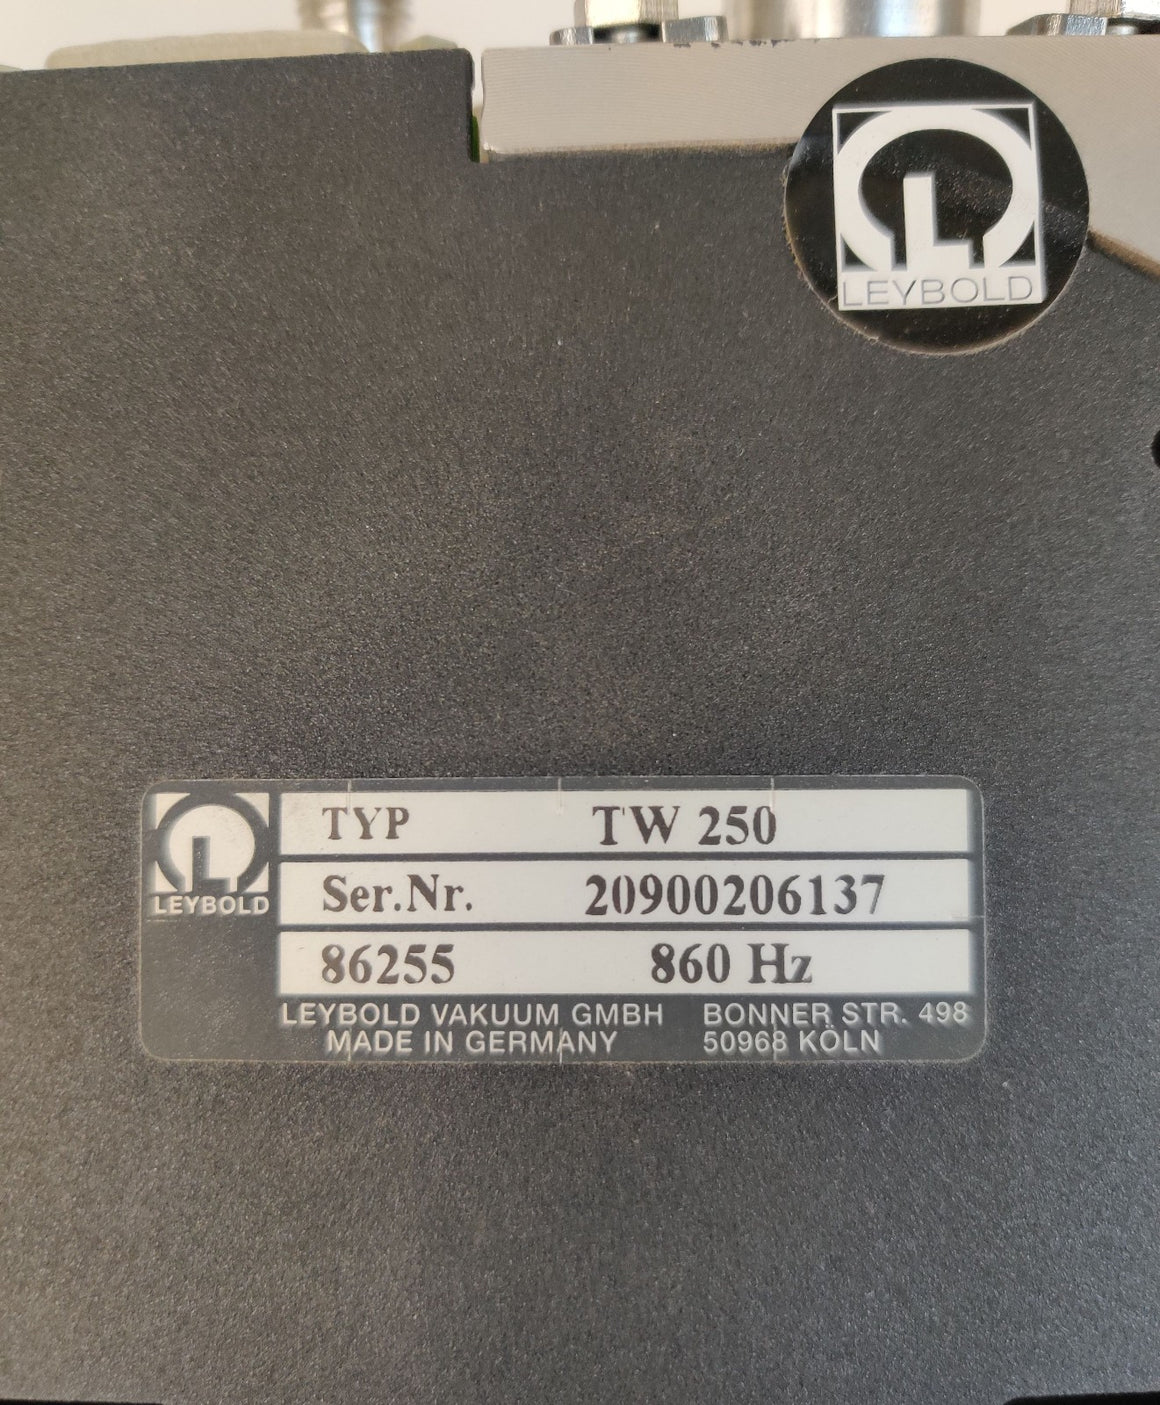 LEYBOLD
TYP TW 250
Ser.Nr. 20900206137
86255 860 Hz
LEYBOLD
LEYBOLD VAKUUM GMBH BONNER STR. 498
MADE IN GERMANY 50968 KÖLN